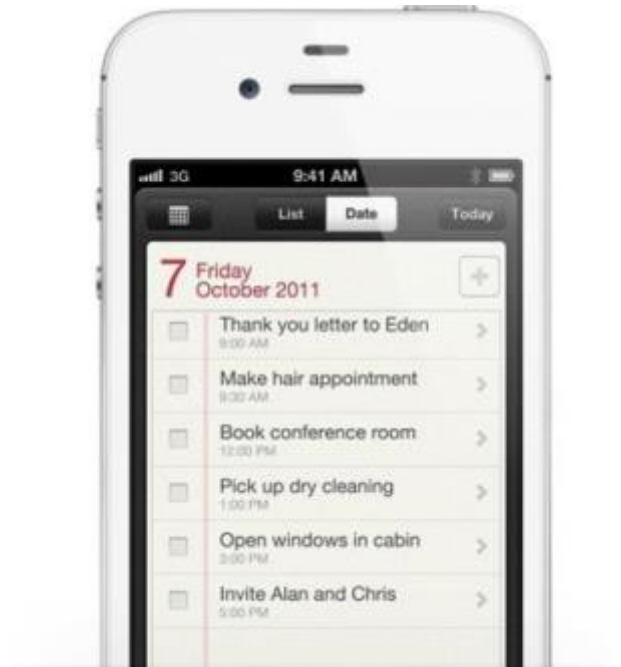 3G 9:41 AM
List Date Today
7 Friday
October 2011
Thank you letter to Eden
9:00 AM
Make hair appointment
9:30 AM
Book conference room
12:00 PM
Pick up dry cleaning
1:00 PM
Open windows in cabin
3:00 PM
Invite Alan and Chris
5:00 PM